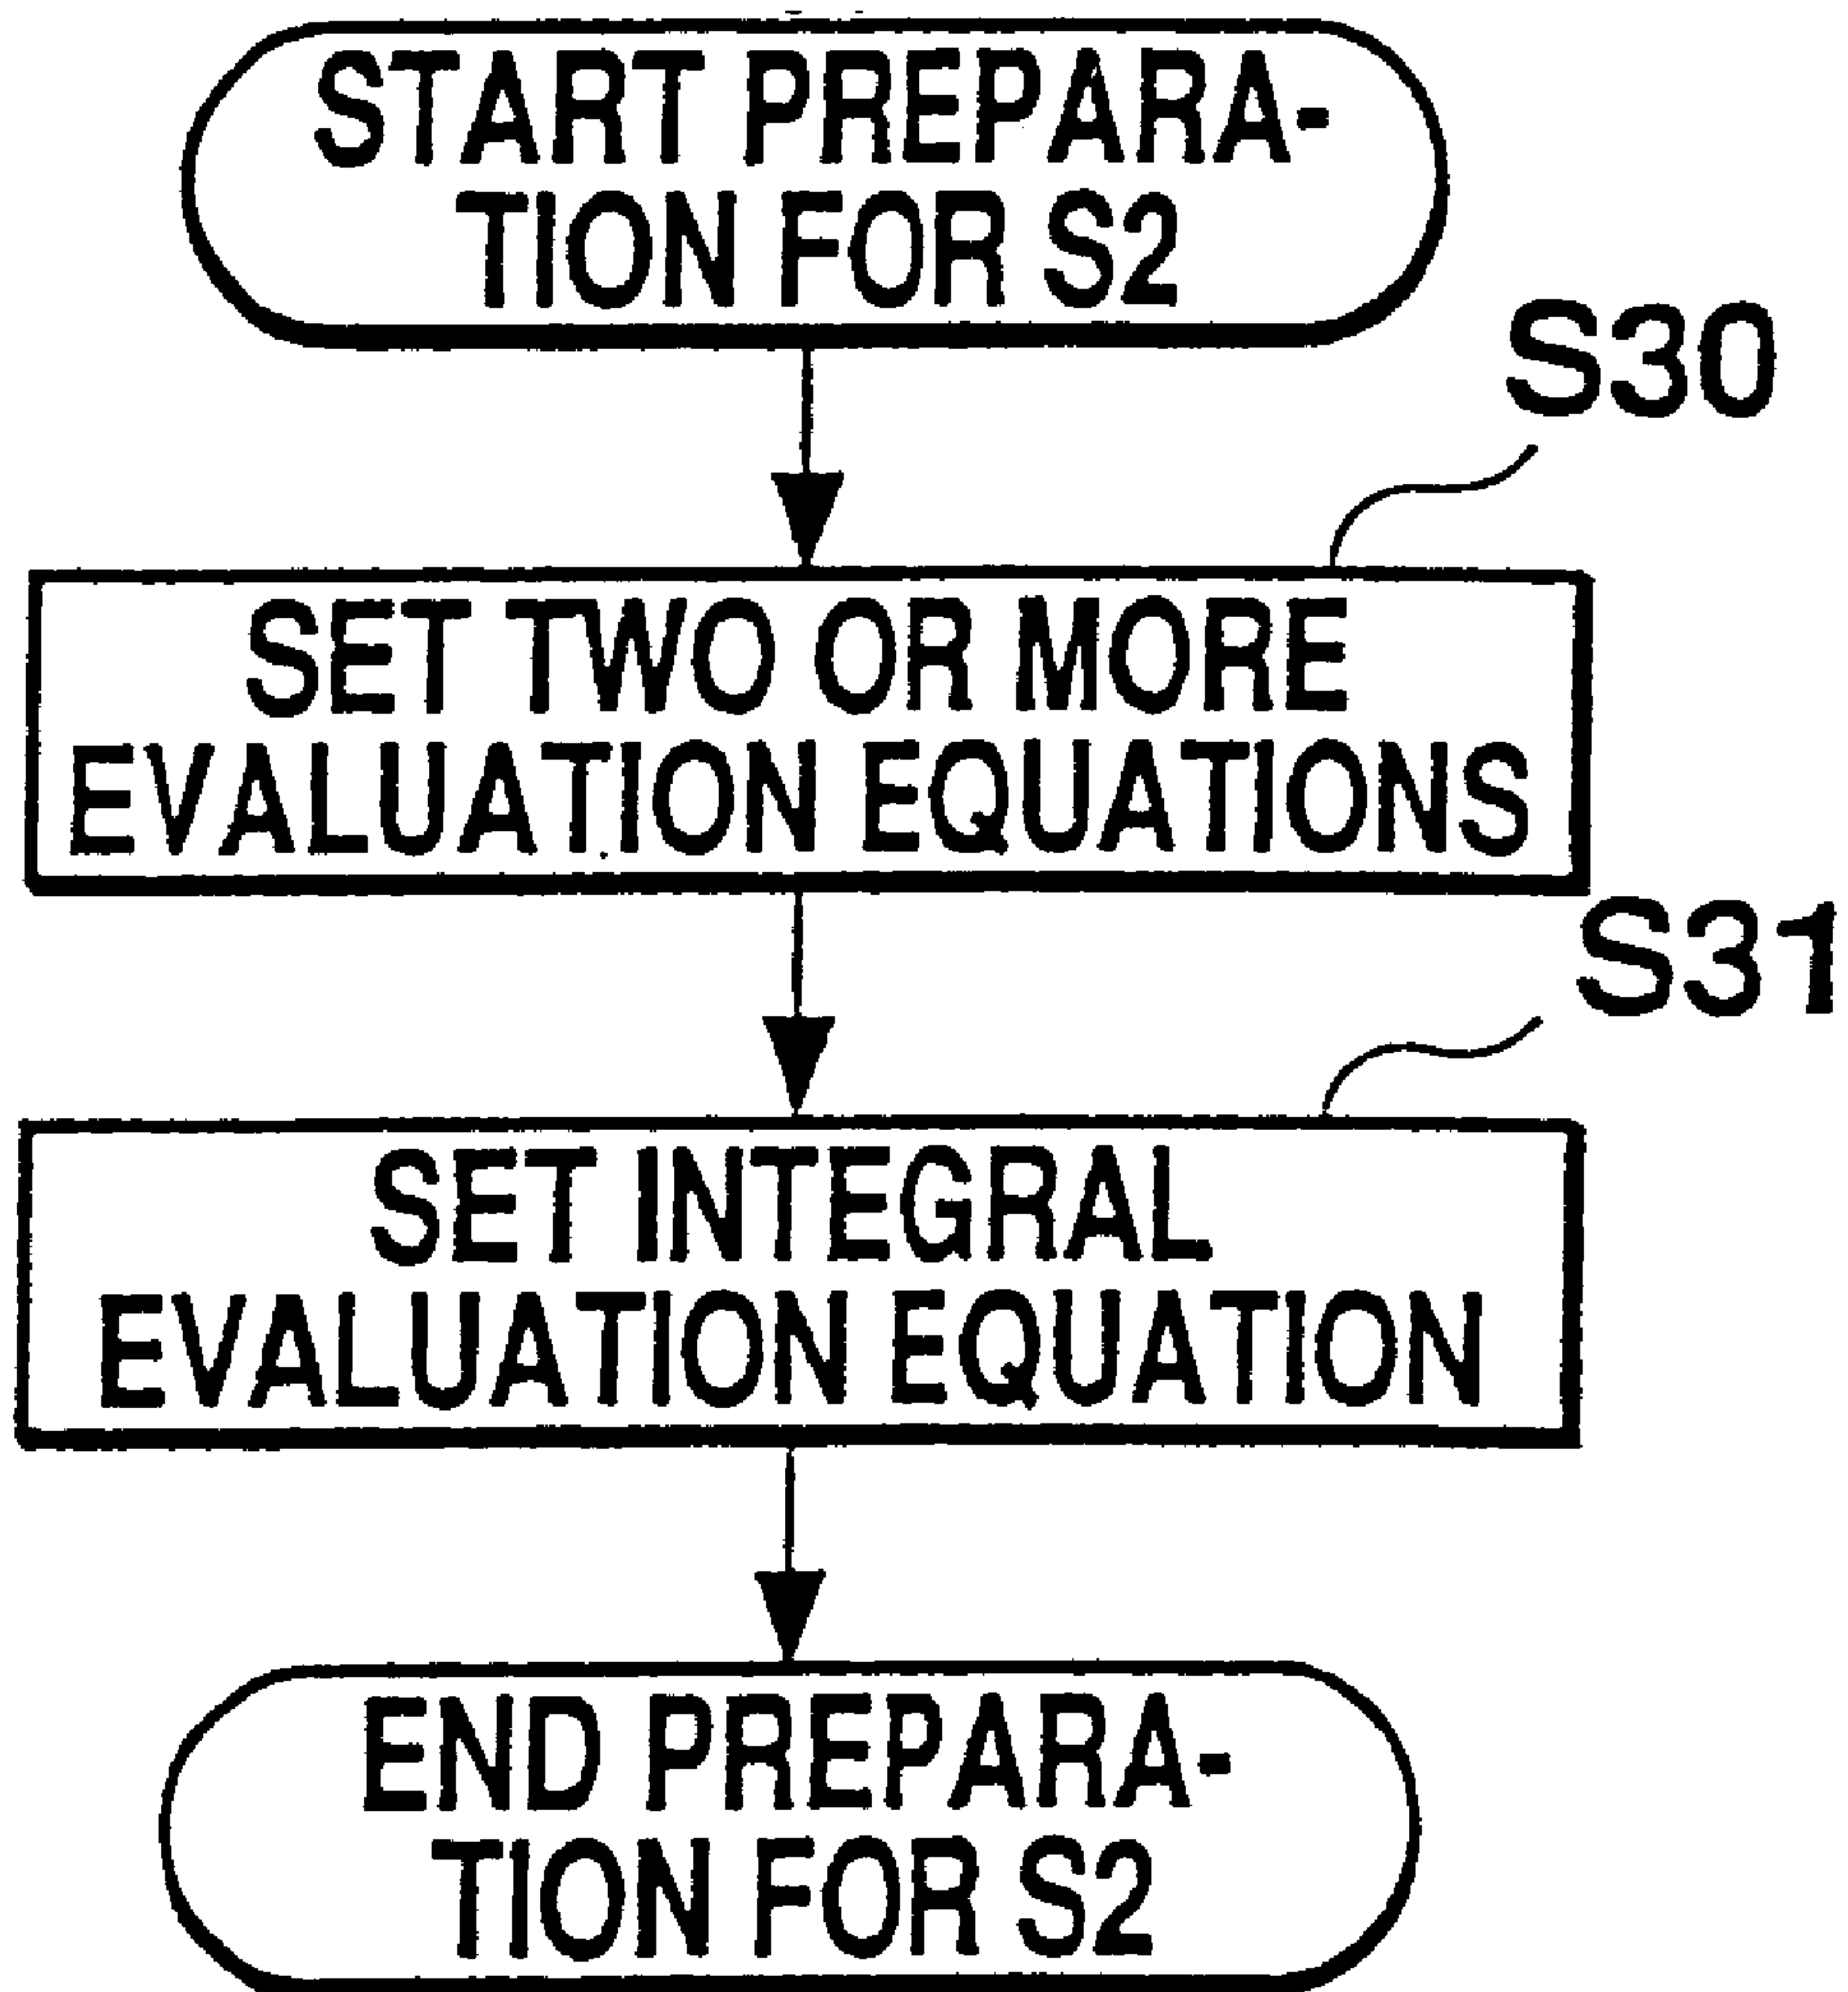 START PREPARA-
TION FOR S2
S30
SET TWO OR MORE
EVALUATION EQUATIONS
S31
SET INTEGRAL
EVALUATION EQUATION
END PREPARA-
TION FOR S2